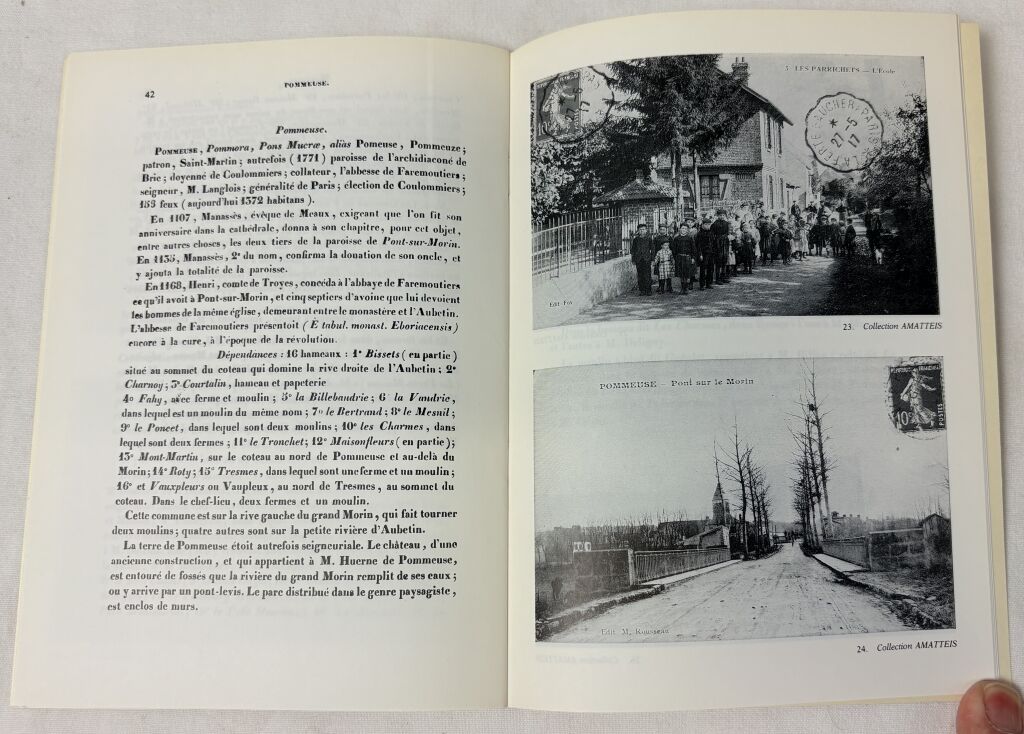 POMMEUSE.
42
Pommeuse.
POMMEUSE, Pommora, Pons Mucræ, aliàs Pomeuse, Pommeuze;
patron, Saint-Martin; autrefois (1771) paroisse de l'archidiaconé de
Brie; doyenné de Coulommiers; collateur, l'abbesse de Faremoutiers;
seigneur, M. Langlois; généralité de Paris; élection de Coulommiers;
155 feux (aujourd'hui 1372 habitans).
En 1107, Manassès, évêque de Meaux, exigeant que l'on fit son
anniversaire dans la cathédrale, donna à son chapitre, pour cet objet,
entre autres choses, les deux tiers de la paroisse de Pont-sur-Morin.
En 1135, Manassès, 2e du nom, confirma la donation de son oncle, et
y ajouta la totalité de la paroisse.
En 1168, Henri, comte de Troyes, concéda à l'abbaye de Faremoutiers
ce qu'il avoit à Pont-sur-Morin, et cinq septiers d'avoine que lui devoient
les hommes de la même église, demeurant entre le monastère et l'Aubetin.
L'abbesse de Faremoutiers présentoit (È tabul. monast. Eboriacensis)
encore à la cure, à l'époque de la révolution.
Dépendances : 16 hameaux : 1º Bissets (en partie)
situé au sommet du coteau qui domine la rive droite de l'Aubetin; 2º
Charnoy; 3º Courtalin, hameau et papeterie
4º Fahy, avec ferme et moulin; 5º la Billebaudrie; 6º la Vaudrie,
dans lequel est un moulin du même nom; 7º le Bertrand; 8º le Mesnil;
9º le Poncet, dans lequel sont deux moulins; 10º les Charmes, dans
lequel sont deux fermes; 11º le Tronchet; 12º Maisonfleurs (en partie);
13º Mont-Martin, sur le coteau au nord de Pommeuse et au-delà du
Morin; 14º Roty; 15º Tresmes, dans lequel sont une ferme et un moulin;
16º et Vauxpleurs ou Vaupleux, au nord de Tresmes, au sommet du
coteau. Dans le chef-lieu, deux fermes et un moulin.
Cette commune est sur la rive gauche du grand Morin, qui fait tourner
deux moulins; quatre autres sont sur la petite rivière d'Aubetin.
La terre de Pommeuse étoit autrefois seigneuriale. Le château, d'une
ancienne construction, et qui appartient à M. Huerne de Pommeuse,
est entouré de fossés que la rivière du grand Morin remplit de ses eaux;
ou y arrive par un pont-levis. Le parc distribué dans le genre paysagiste,
est enclos de murs.
5 LES PARRICHETS — L'Ecole
LA FERTÉ-GAUCHER A PARIS
27-5
17
Edit Foy
23. Collection AMATTEIS
POMMEUSE — Pont sur le Morin
10
POSTES
Edit. M. Rousseau
24. Collection AMATTEIS